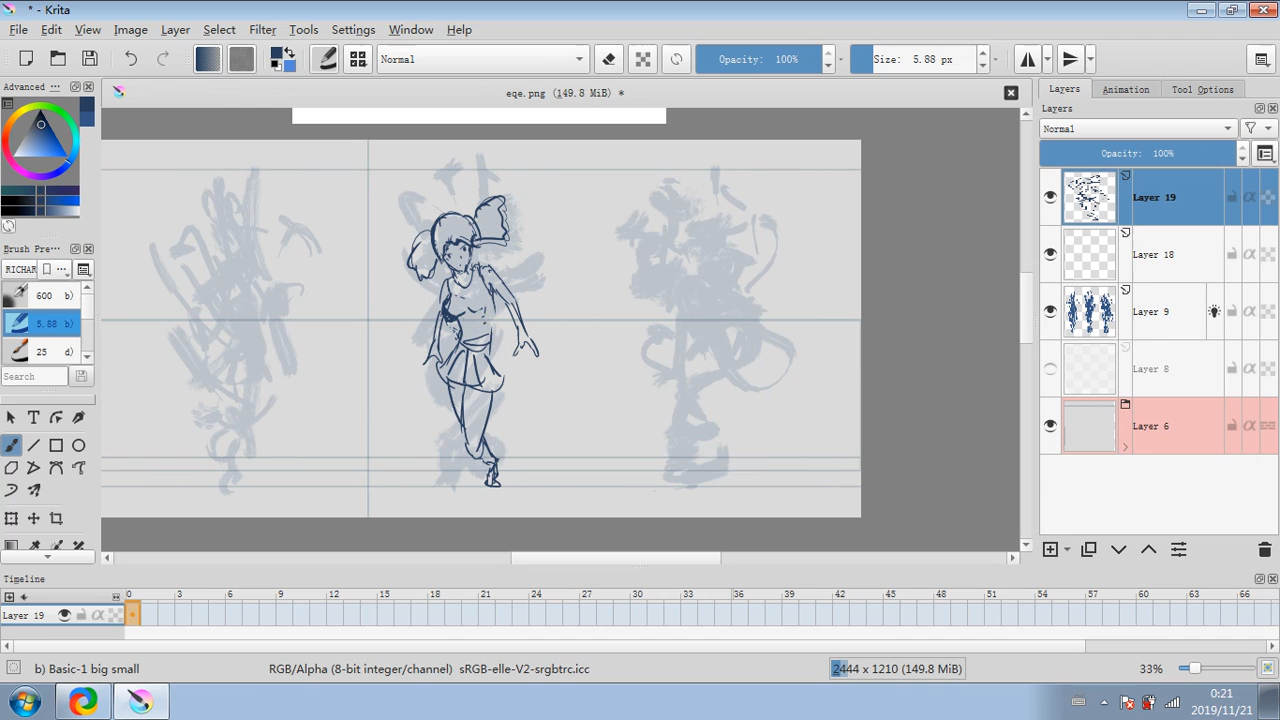 * - Krita
File Edit View Image Layer Select Filter Tools Settings Window Help
Normal Opacity: 100% Size: 5.88 px
Advanced ... eqe.png (149.8 MiB) * Layers Animation Tool Options
Layers
Normal
Opacity: 100%
Layer 19
Layer 18
Brush Pre...
RICHAR ...
600 b)
Layer 9
5.88 b)
25 d)
Layer 8
Search
Layer 6
Timeline
0 3 6 9 12 15 18 21 24 27 30 33 36 39 42 45 48 51 54 57 60 63 66
Layer 19
b) Basic-1 big small RGB/Alpha (8-bit integer/channel) sRGB-elle-V2-srgbtrc.icc 2444 x 1210 (149.8 MiB) 33%
0:21
2019/11/21